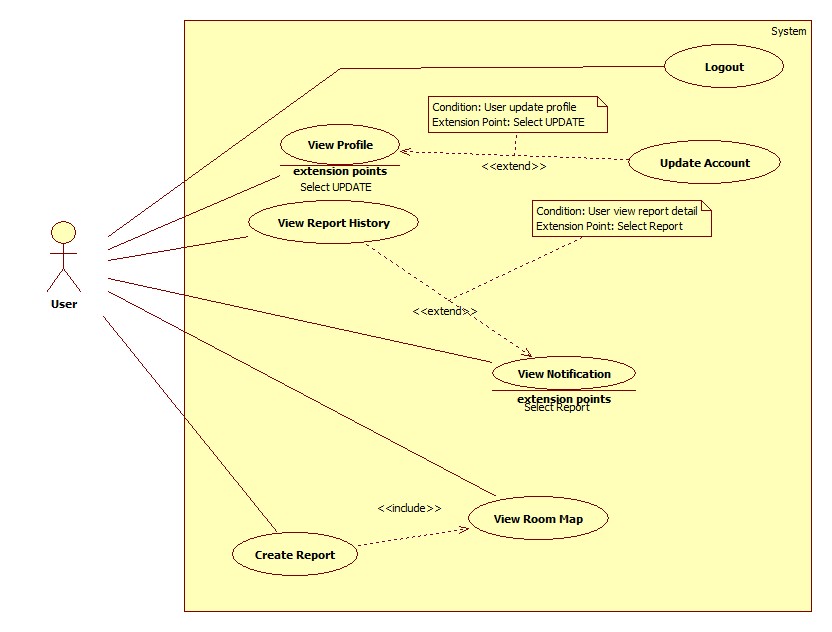 System
Logout
Condition: User update profile
Extension Point: Select UPDATE
View Profile
<<extend>>
Update Account
extension points
Select UPDATE
View Report History
Condition: User view report detail
Extension Point: Select Report
User
<<extend>>
View Notification
extension points
Select Report
<<include>>
View Room Map
Create Report